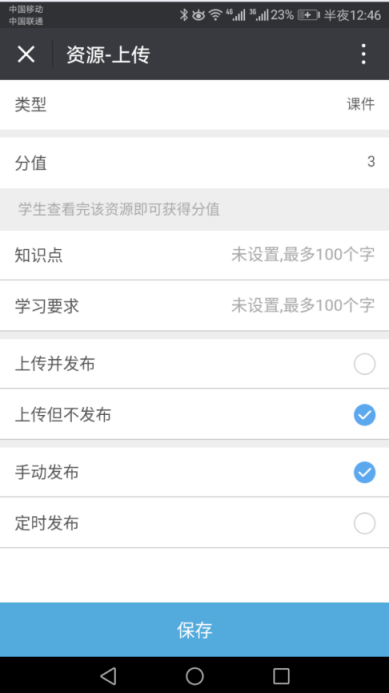 中国移动
中国联通
4G 3G 23% 半夜12:46
资源-上传
类型 课件
分值 3
学生查看完该资源即可获得分值
知识点 未设置,最多100个字
学习要求 未设置,最多100个字
上传并发布
上传但不发布
手动发布
定时发布
保存